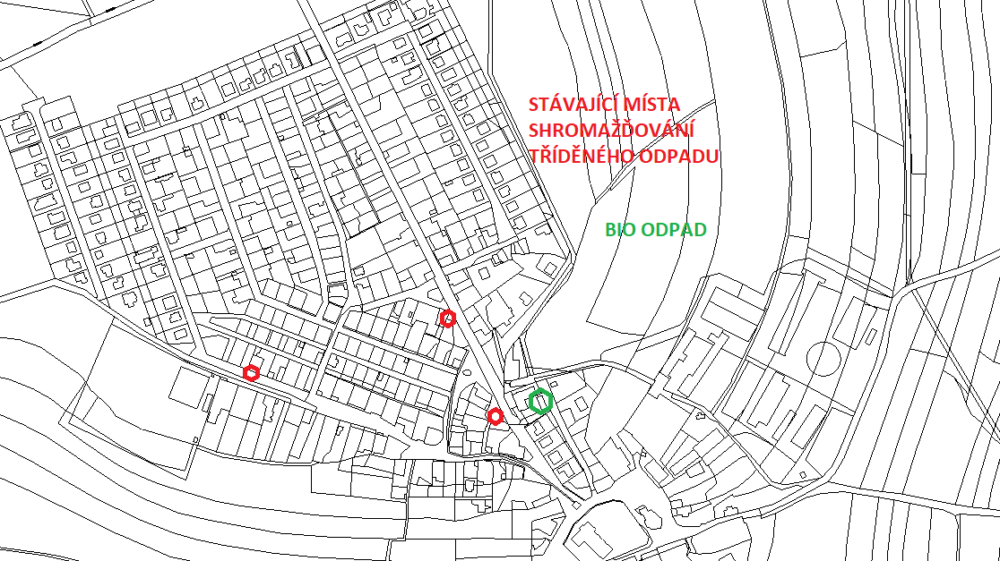 STÁVAJÍCÍ MÍSTA
SHROMAŽĎOVÁNÍ
TŘÍDĚNÉHO ODPADU
BIO ODPAD